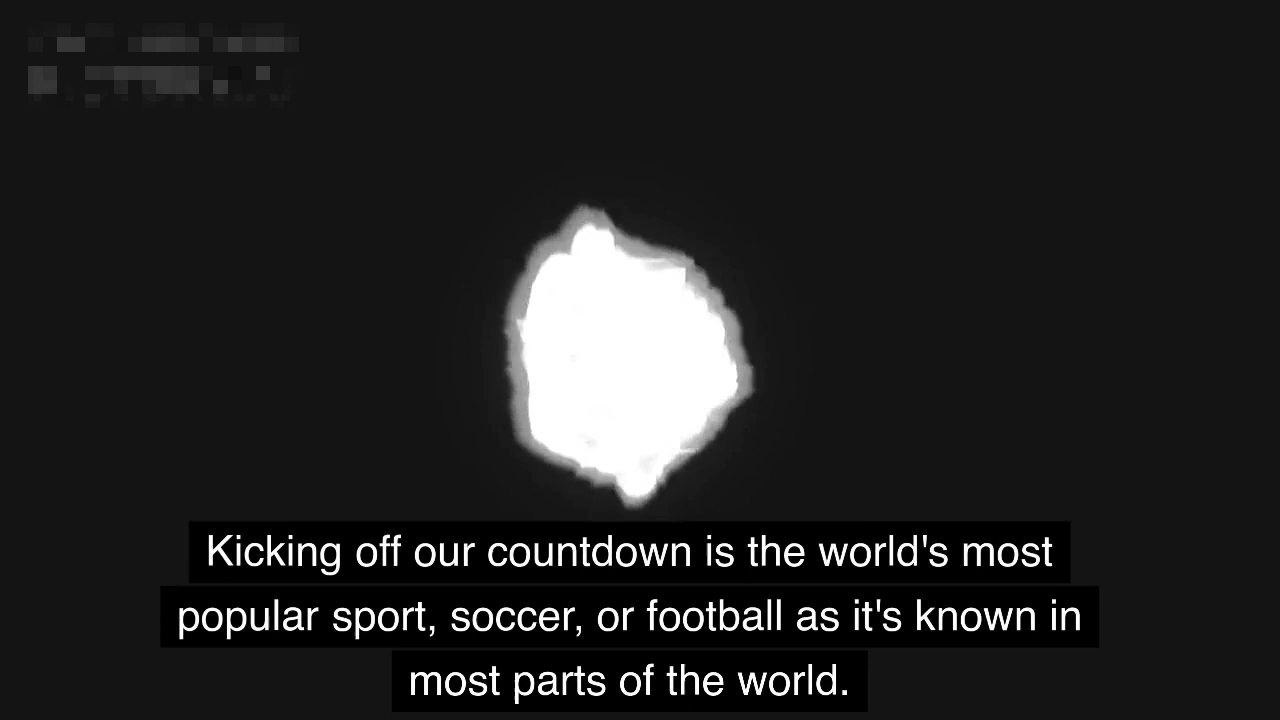 Kicking off our countdown is the world's most
popular sport, soccer, or football as it's known in
most parts of the world.